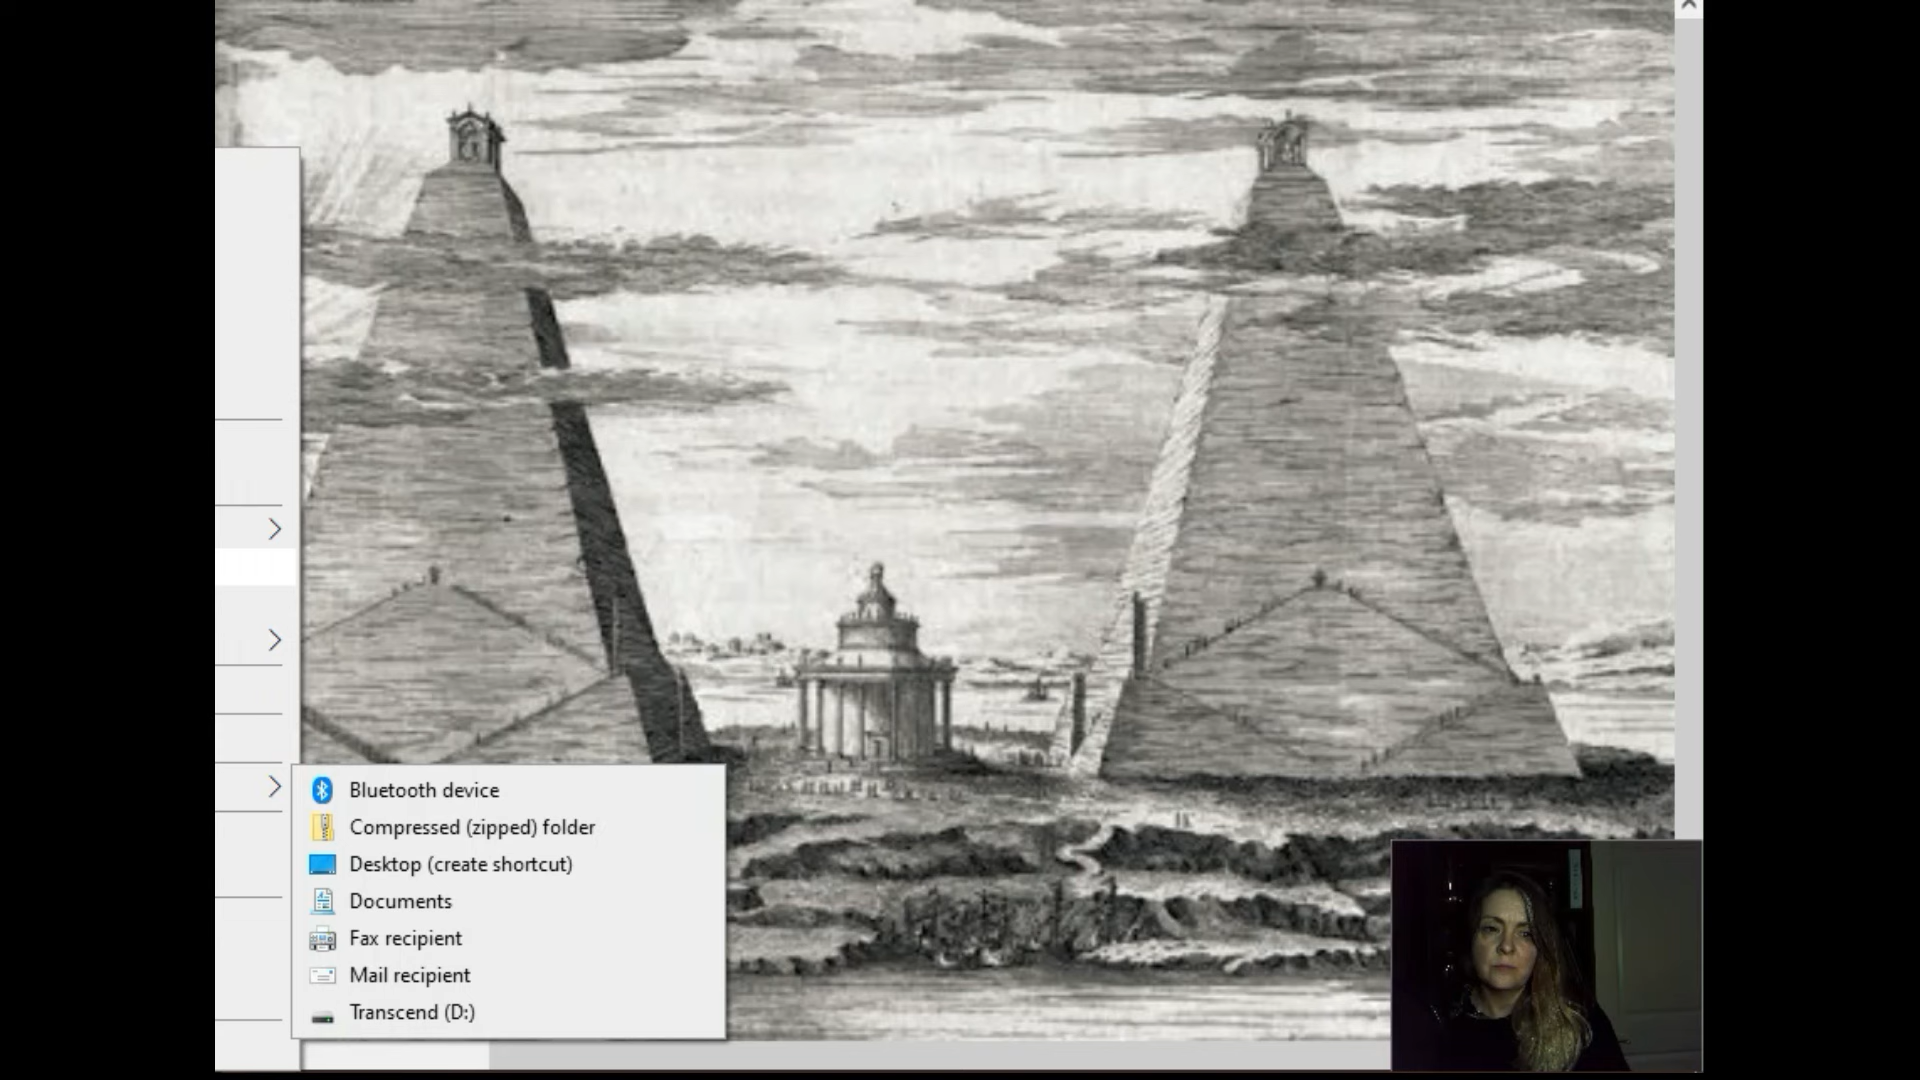 Bluetooth device
Compressed (zipped) folder
Desktop (create shortcut)
Documents
Fax recipient
Mail recipient
Transcend (D:)